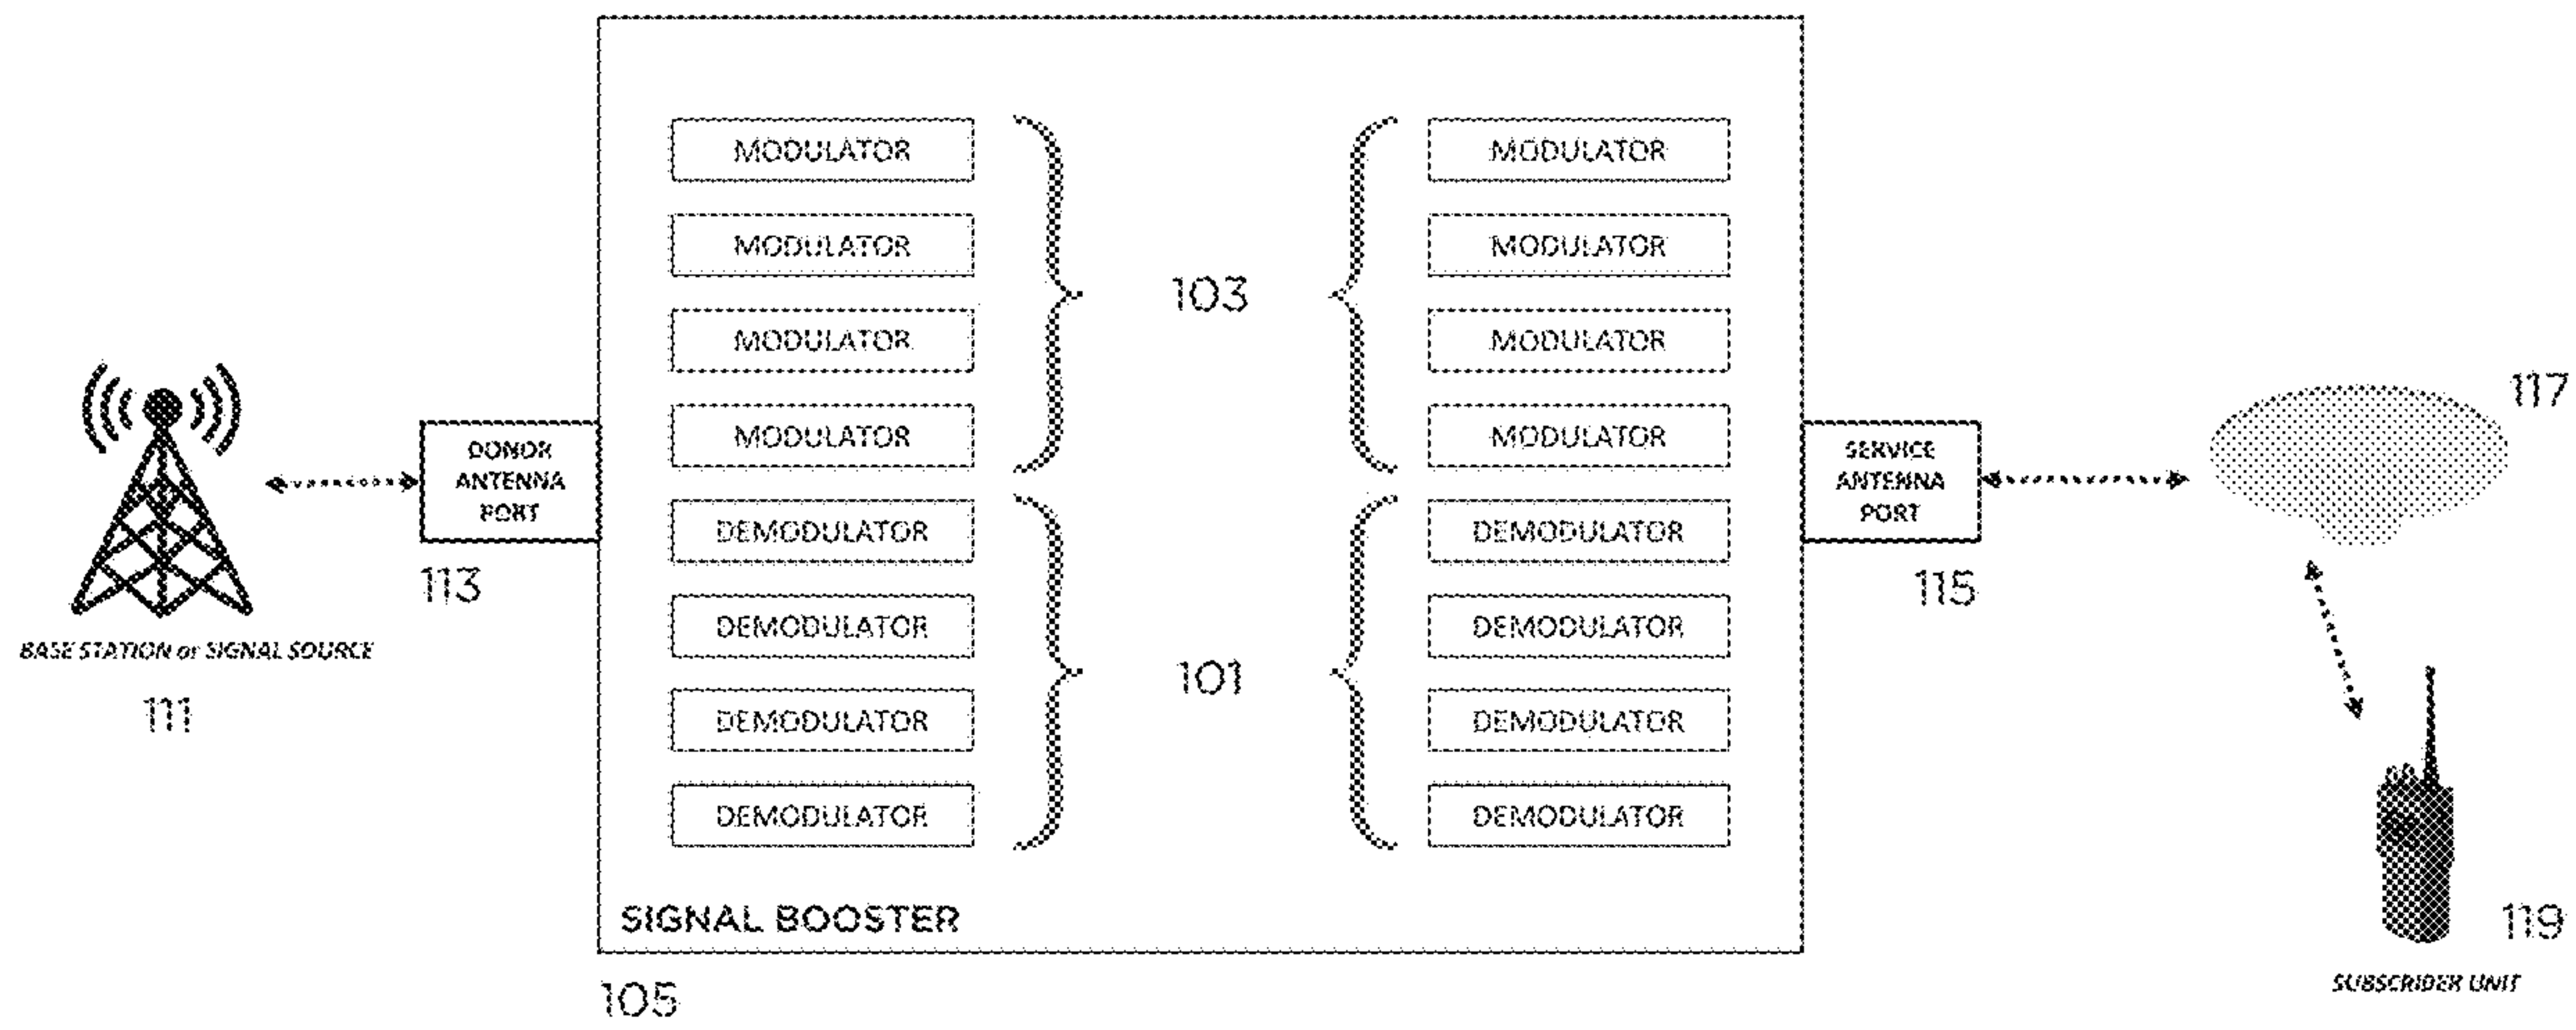 MODULATOR
MODULATOR
MODULATOR
MODULATOR
DEMODULATOR
DEMODULATOR
DEMODULATOR
DEMODULATOR
103
101
MODULATOR
MODULATOR
MODULATOR
MODULATOR
DEMODULATOR
DEMODULATOR
DEMODULATOR
DEMODULATOR
SIGNAL BOOSTER
105
DONOR
ANTENNA
PORT
113
BASE STATION or SIGNAL SOURCE
111
SERVICE
ANTENNA
PORT
115
117
119
SUBSCRIBER UNIT